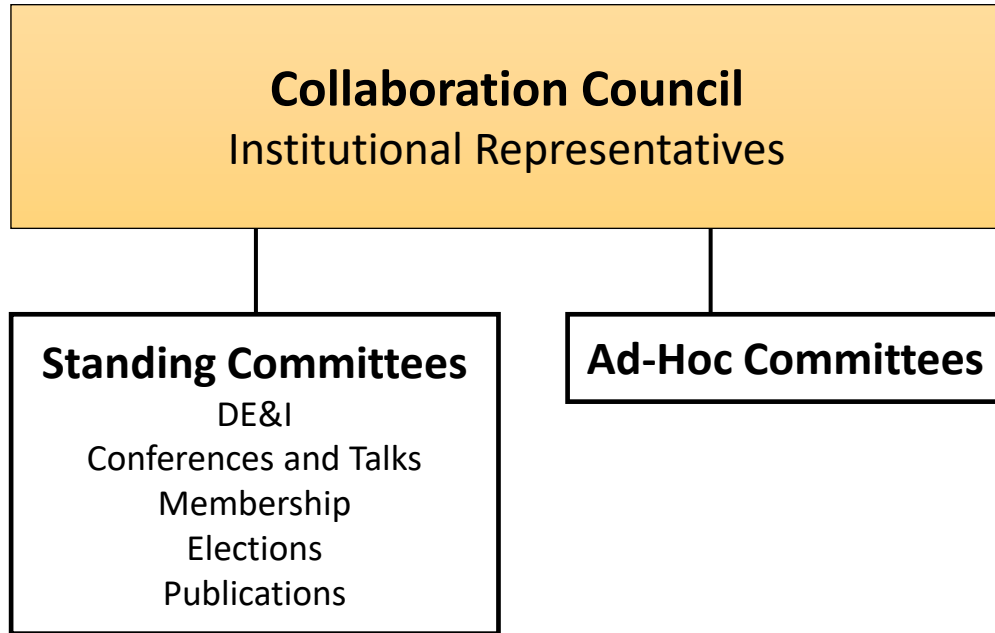 Collaboration Council
Institutional Representatives
Standing Committees
DE&I
Conferences and Talks
Membership
Elections
Publications
Ad-Hoc Committees